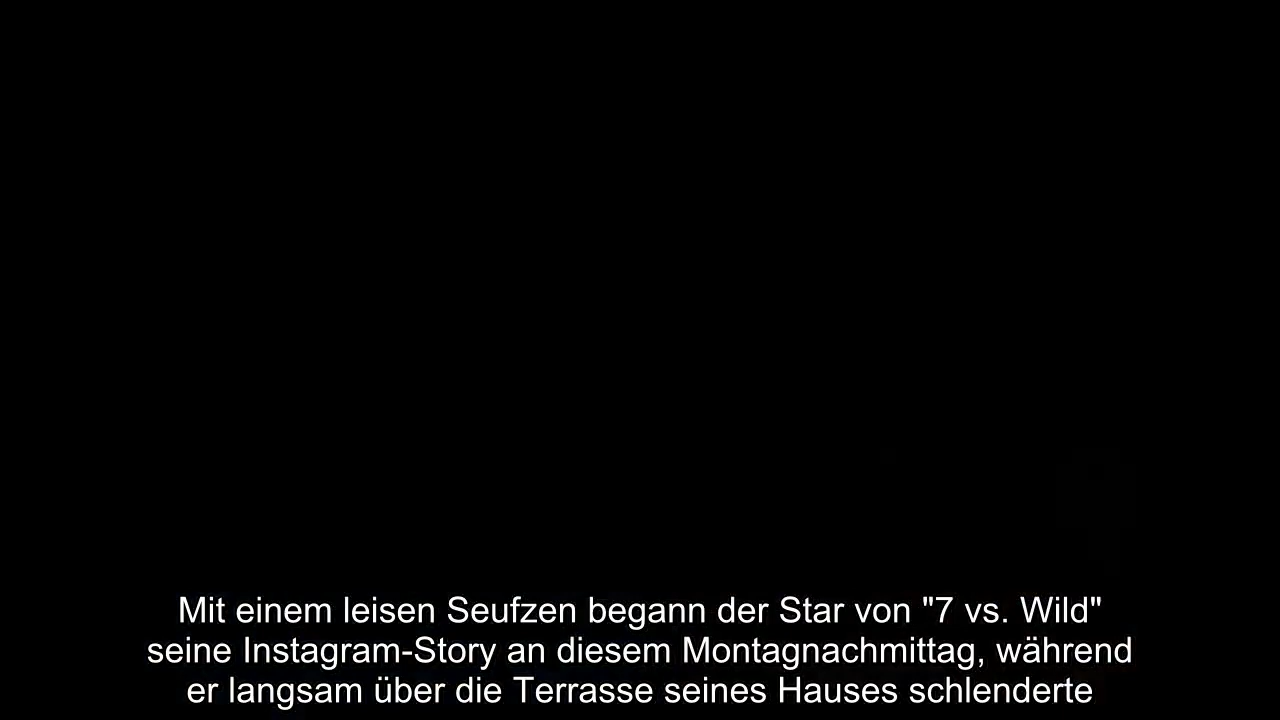 Mit einem leisen Seufzen begann der Star von "7 vs. Wild"
seine Instagram-Story an diesem Montagnachmittag, während
er langsam über die Terrasse seines Hauses schlenderte